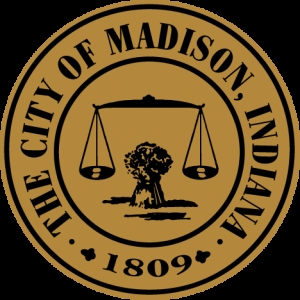 · THE CITY OF MADISON, INDIANA ·
1809